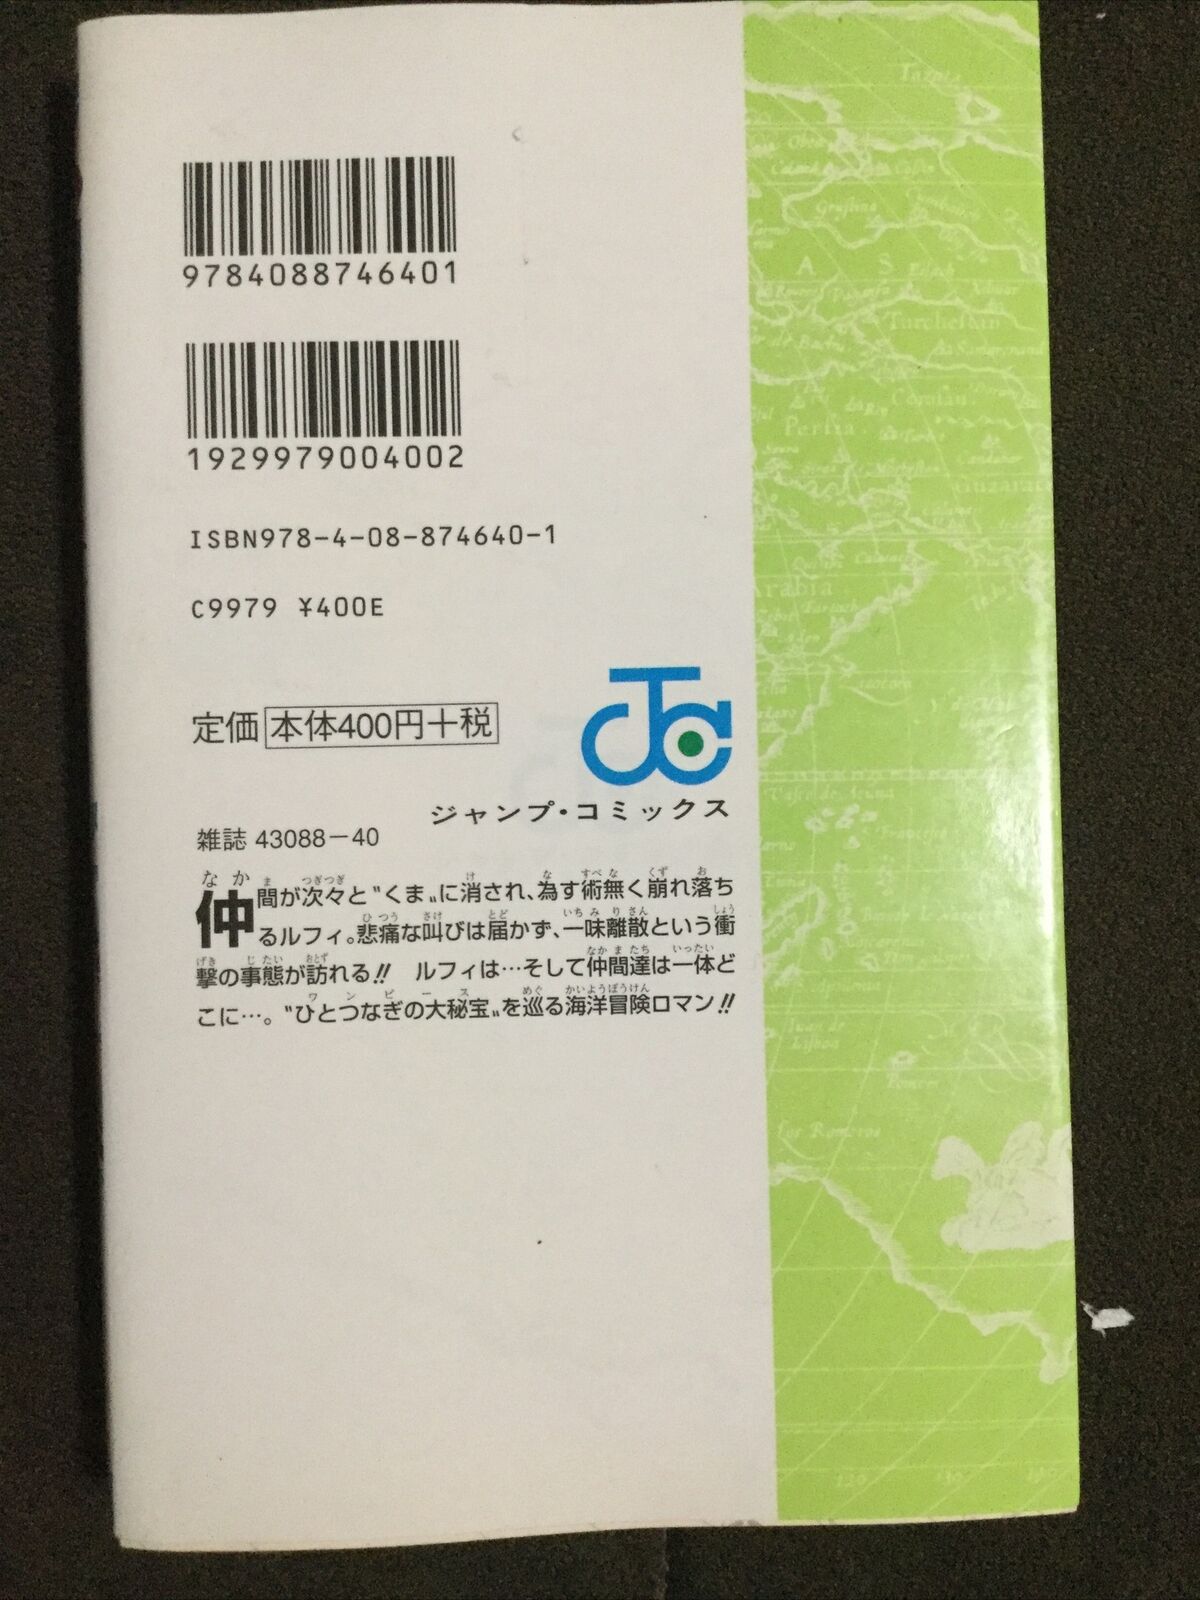 9784088746401
1929979004002
ISBN978-4-08-874640-1
C9979 ¥400E
定価 本体400円+税
JC
ジャンプ・コミックス
雑誌 43088-40
仲間が次々と〝くま〟に消され、為す術無く崩れ落ち
るルフィ。悲痛な叫びは届かず、一味離散という衝
撃の事態が訪れる!! ルフィは…そして仲間達は一体ど
こに…。〝ひとつなぎの大秘宝〟を巡る海洋冒険ロマン!!
A S
Persia
Guzarat
Arabia
Los Romeros